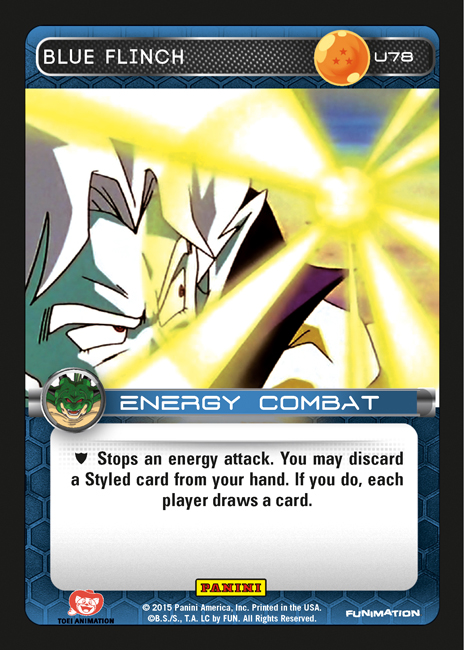 BLUE FLINCH
U78
ENERGY COMBAT
Stops an energy attack. You may discard
a Styled card from your hand. If you do, each
player draws a card.
PANINI
© 2015 Panini America, Inc. Printed in the USA.
©B.S./S., T.A. LC by FUN. All Rights Reserved.
TOEI ANIMATION
FUNIMATION